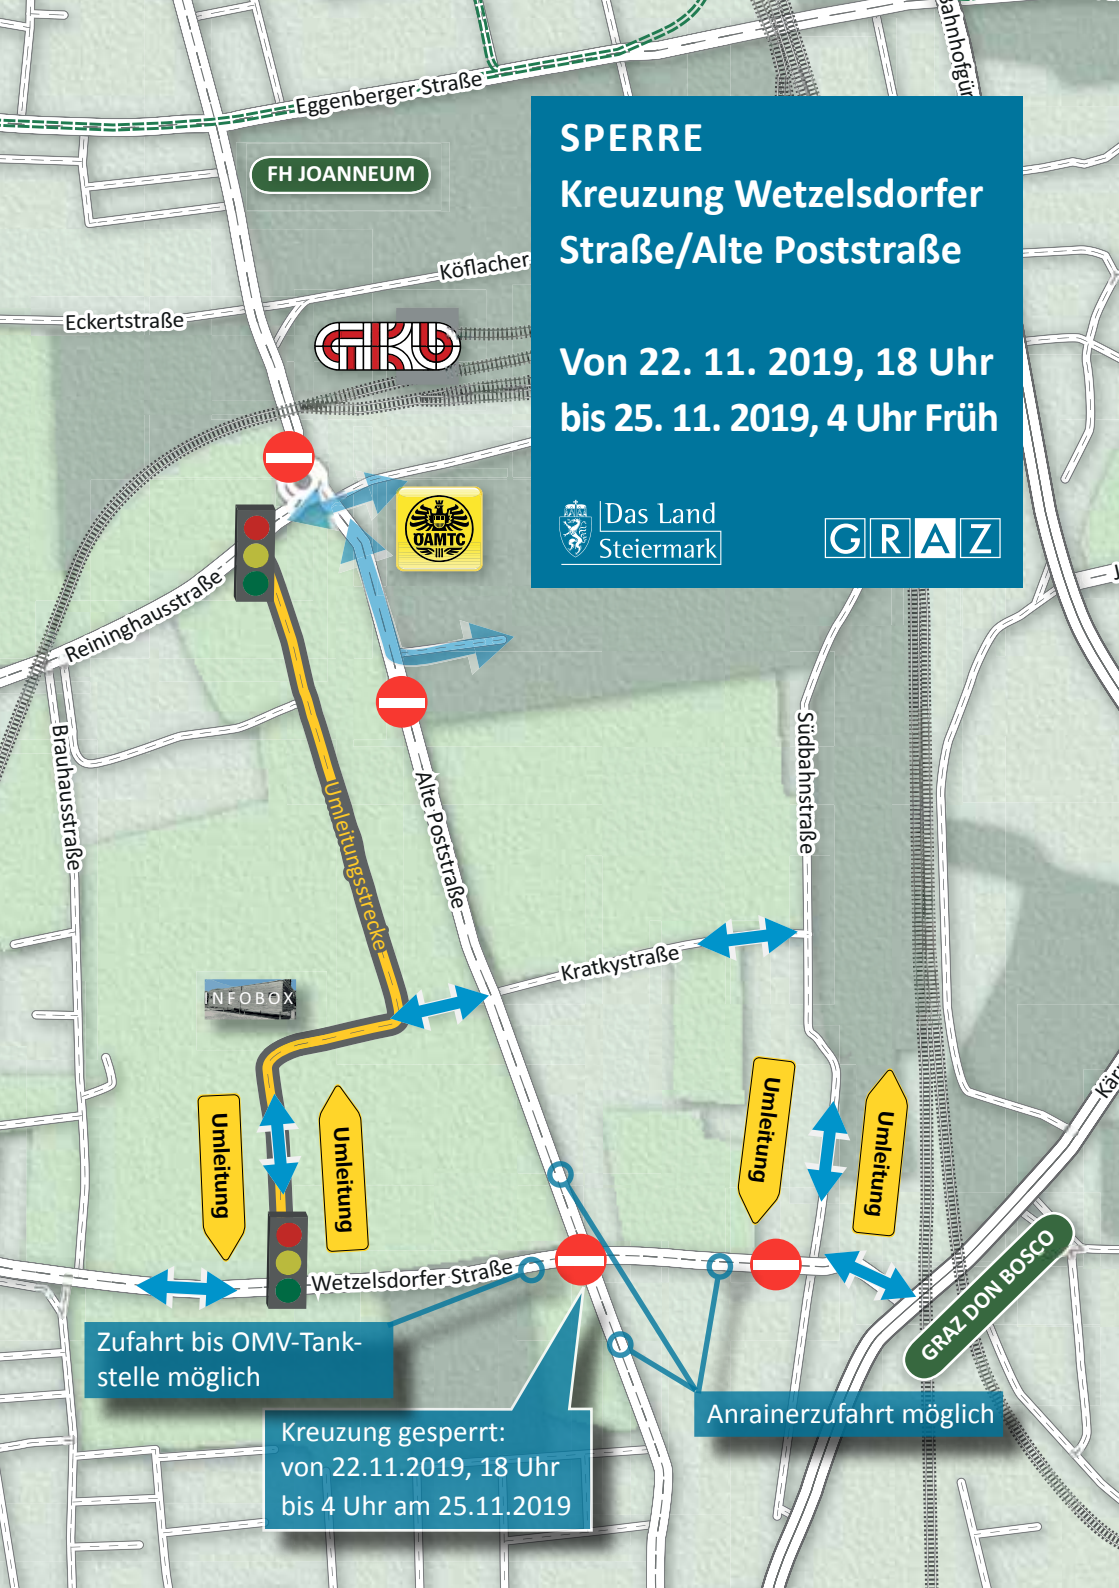 Bahnhofgür
Eggenberger Straße
FH JOANNEUM
SPERRE
Kreuzung Wetzelsdorfer
Straße/Alte Poststraße
Von 22. 11. 2019, 18 Uhr
bis 25. 11. 2019, 4 Uhr Früh
Das Land
Steiermark
GRAZ
Köflacher
Eckertstraße
GKB
ÖAMTC
Reininghausstraße
Brauhausstraße
Umleitungsstrecke
Alte Poststraße
Südbahnstraße
Kratkystraße
INFOBOX
Umleitung
Umleitung
Umleitung
Umleitung
Kär
Wetzelsdorfer Straße
GRAZ DON BOSCO
Zufahrt bis OMV-Tank-
stelle möglich
Anrainerzufahrt möglich
Kreuzung gesperrt:
von 22.11.2019, 18 Uhr
bis 4 Uhr am 25.11.2019